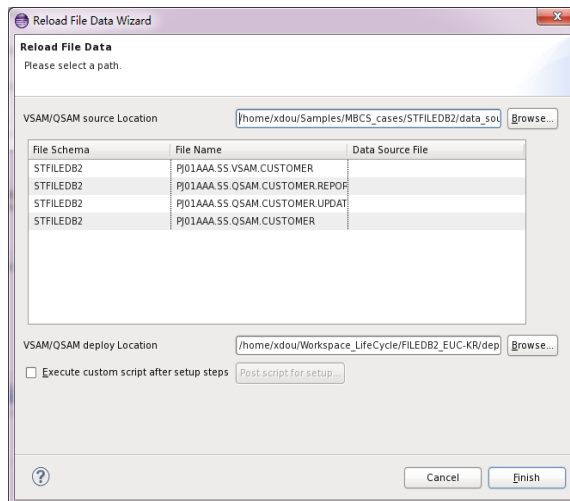 Reload File Data Wizard
Reload File Data
Please select a path.
VSAM/QSAM source Location /home/xdou/Samples/MBCS_cases/STFILEDB2/data_sou Browse...
File Schema File Name Data Source File
STFILEDB2 PJ01AAA.SS.VSAM.CUSTOMER
STFILEDB2 PJ01AAA.SS.QSAM.CUSTOMER.REPOR
STFILEDB2 PJ01AAA.SS.QSAM.CUSTOMER.UPDAT
STFILEDB2 PJ01AAA.SS.QSAM.CUSTOMER
VSAM/QSAM deploy Location /home/xdou/Workspace_LifeCycle/FILEDB2_EUC-KR/dep Browse...
Execute custom script after setup steps Post script for setup...
? Cancel Finish